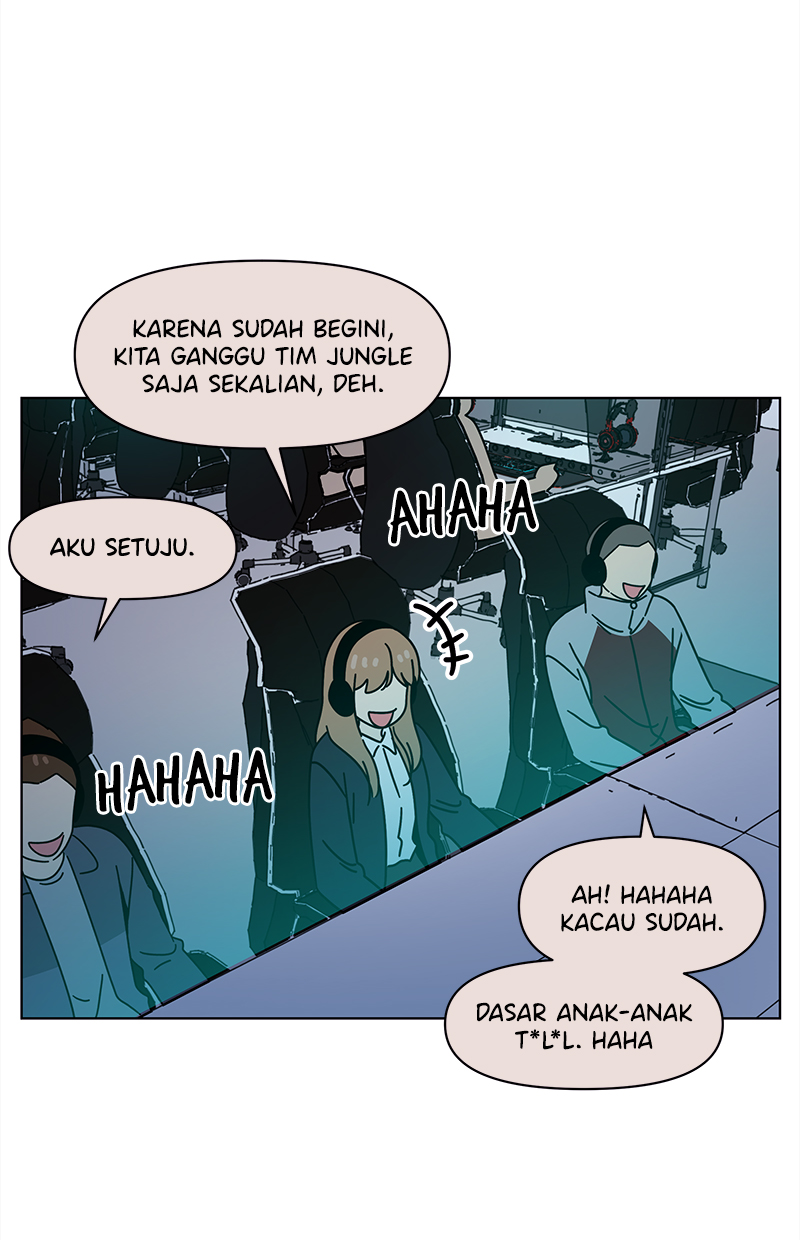 KARENA SUDAH BEGINI,
KITA GANGGU TIM JUNGLE
SAJA SEKALIAN, DEH.
AKU SETUJU.
AHAHA
HAHAHA
AH! HAHAHA
KACAU SUDAH.
DASAR ANAK-ANAK
T*L*L. HAHA